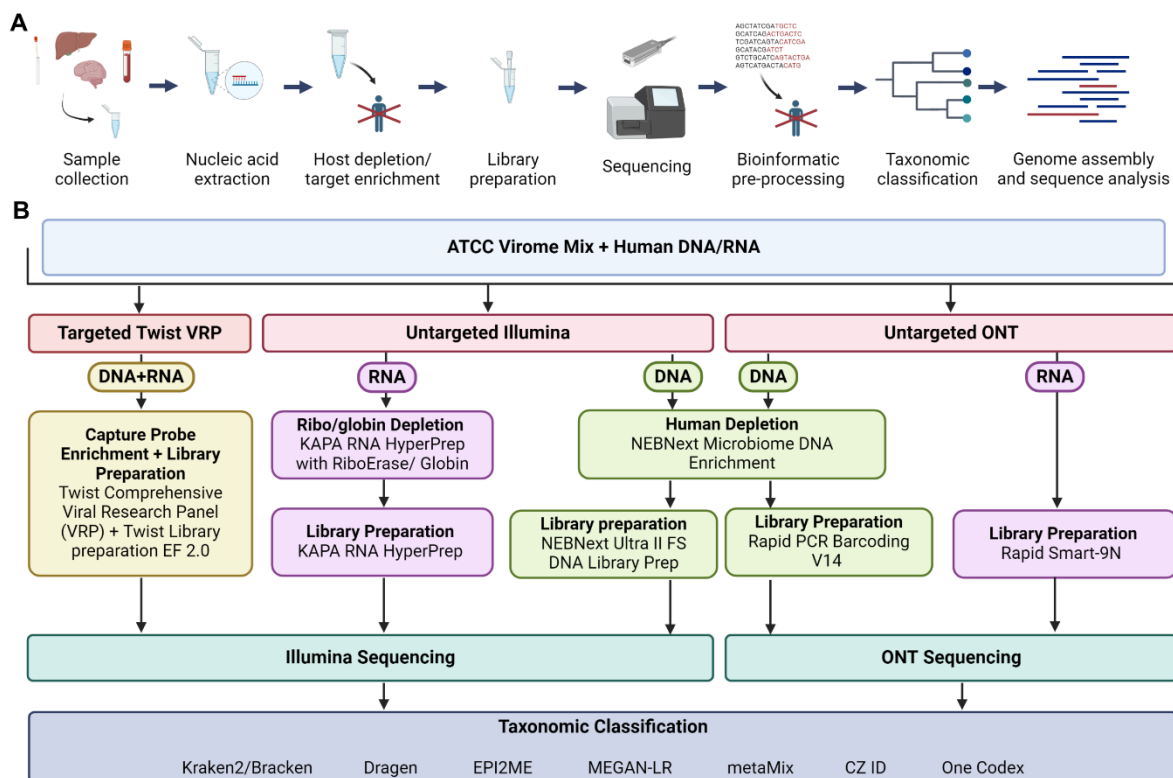 A
AGCTATCGATGCTC
GCATCAGACTGACTC
TCGATCAGTACATCGA
GCATACGATCT
GTCTGCATCAGTACTGA
AGTCATGACTACATG
Sample
collection
Nucleic acid
extraction
Host depletion/
target enrichment
Library
preparation
Sequencing
Bioinformatic
pre-processing
Taxonomic
classification
Genome assembly
and sequence analysis
B
ATCC Virome Mix + Human DNA/RNA
Targeted Twist VRP
Untargeted Illumina
Untargeted ONT
DNA+RNA
RNA
DNA
DNA
RNA
Capture Probe
Enrichment + Library
Preparation
Twist Comprehensive
Viral Research Panel
(VRP) + Twist Library
preparation EF 2.0
Ribo/globin Depletion
KAPA RNA HyperPrep
with RiboErase/ Globin
Human Depletion
NEBNext Microbiome DNA
Enrichment
Library Preparation
KAPA RNA HyperPrep
Library preparation
NEBNext Ultra II FS
DNA Library Prep
Library Preparation
Rapid PCR Barcoding
V14
Library Preparation
Rapid Smart-9N
Illumina Sequencing
ONT Sequencing
Taxonomic Classification
Kraken2/Bracken Dragen EPI2ME MEGAN-LR metaMix CZ ID One Codex